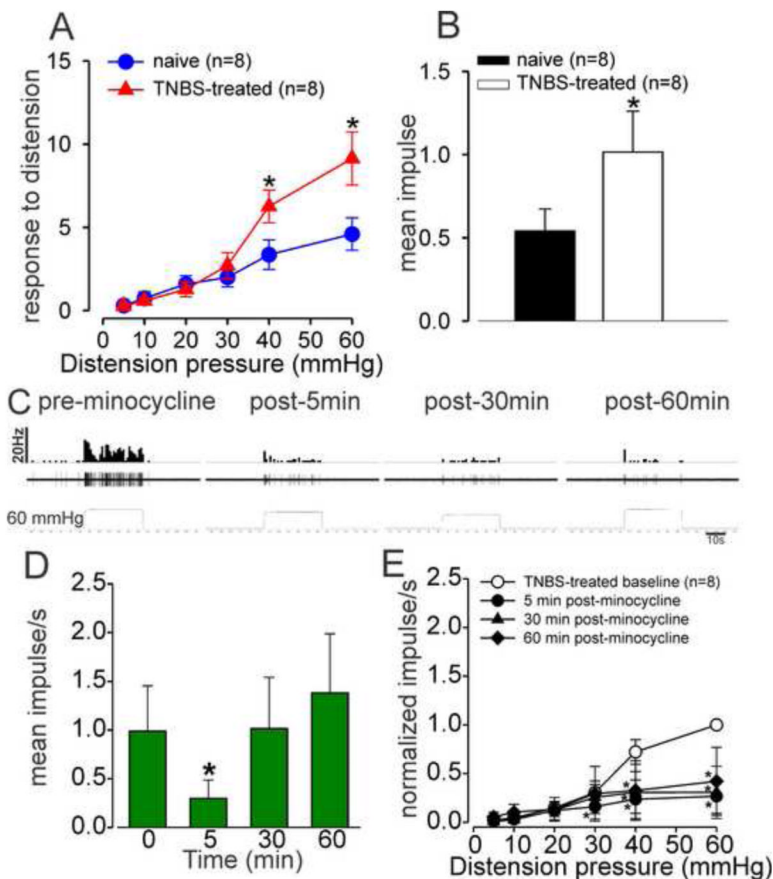 A
naive (n=8)
TNBS-treated (n=8)
response to distension
15
10
5
0
*
*
0 10 20 30 40 50 60
Distension pressure (mmHg)
B
naive (n=8)
TNBS-treated (n=8)
mean impulse
1.5
1.0
0.5
0.0
*
C
pre-minocycline post-5min post-30min post-60min
20Hz
60 mmHg
10s
D
mean impulse/s
2.5
2.0
1.5
1.0
0.5
0.0
*
0 5 30 60
Time (min)
E
TNBS-treated baseline (n=8)
5 min post-minocycline
30 min post-minocycline
60 min post-minocycline
normalized impulse/s
2.5
2.0
1.5
1.0
0.50
0.00
*
*
*
*
*
*
*
0 10 20 30 40 50 60
Distension pressure (mmHg)